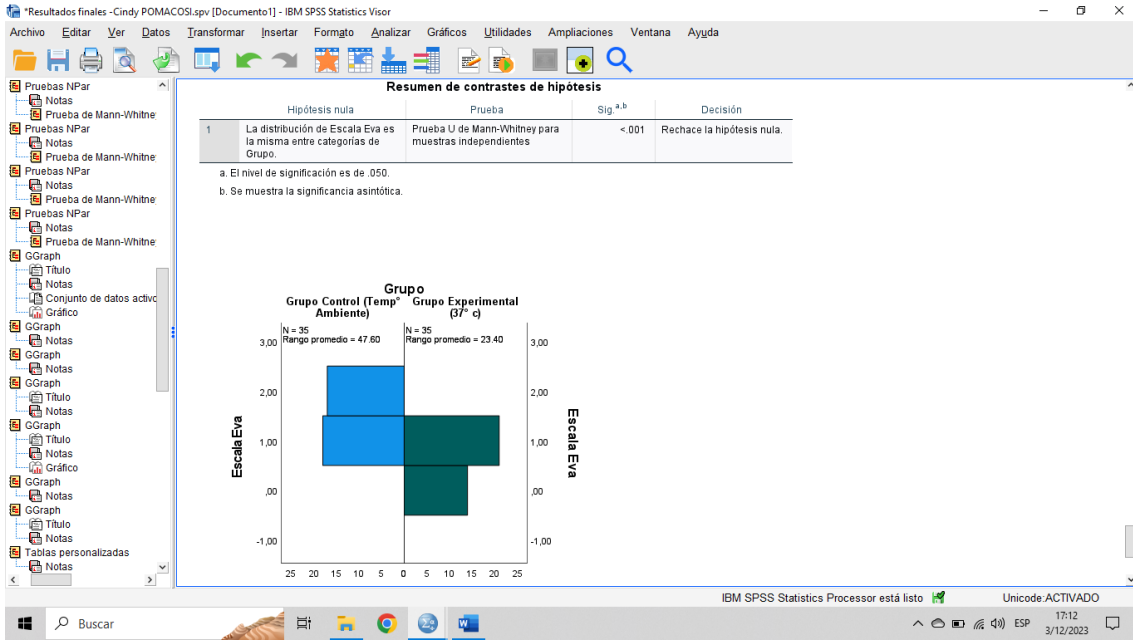 *Resultados finales -Cindy POMACOSI.spv [Documento1] - IBM SPSS Statistics Visor
Archivo Editar Ver Datos Transformar Insertar Formato Analizar Gráficos Utilidades Ampliaciones Ventana Ayuda
Pruebas NPar
Notas
Prueba de Mann-Whitne
Pruebas NPar
Notas
Prueba de Mann-Whitne
Pruebas NPar
Notas
Prueba de Mann-Whitne
Pruebas NPar
Notas
Prueba de Mann-Whitne
GGraph
Título
Notas
Conjunto de datos activo
Gráfico
GGraph
Notas
GGraph
Notas
GGraph
Título
Notas
GGraph
Título
Notas
Gráfico
GGraph
Notas
GGraph
Título
Notas
Tablas personalizadas
Notas
Resumen de contrastes de hipótesis
Hipótesis nula Prueba Sig.a,b Decisión
1 La distribución de Escala Eva es Prueba U de Mann-Whitney para <.001 Rechace la hipótesis nula.
la misma entre categorías de muestras independientes
Grupo.
a. El nivel de significación es de .050.
b. Se muestra la significancia asintótica.
Grupo
Grupo Control (Temp° Grupo Experimental
Ambiente) (37° c)
N = 35 N = 35
Rango promedio = 47.60 Rango promedio = 23.40
3,00 3,00
2,00 2,00
1,00 1,00
,00 ,00
-1,00 -1,00
Escala Eva
Escala Eva
25 20 15 10 5 0 5 10 15 20 25
IBM SPSS Statistics Processor está listo Unicode:ACTIVADO
Buscar
W
ESP
17:12
3/12/2023